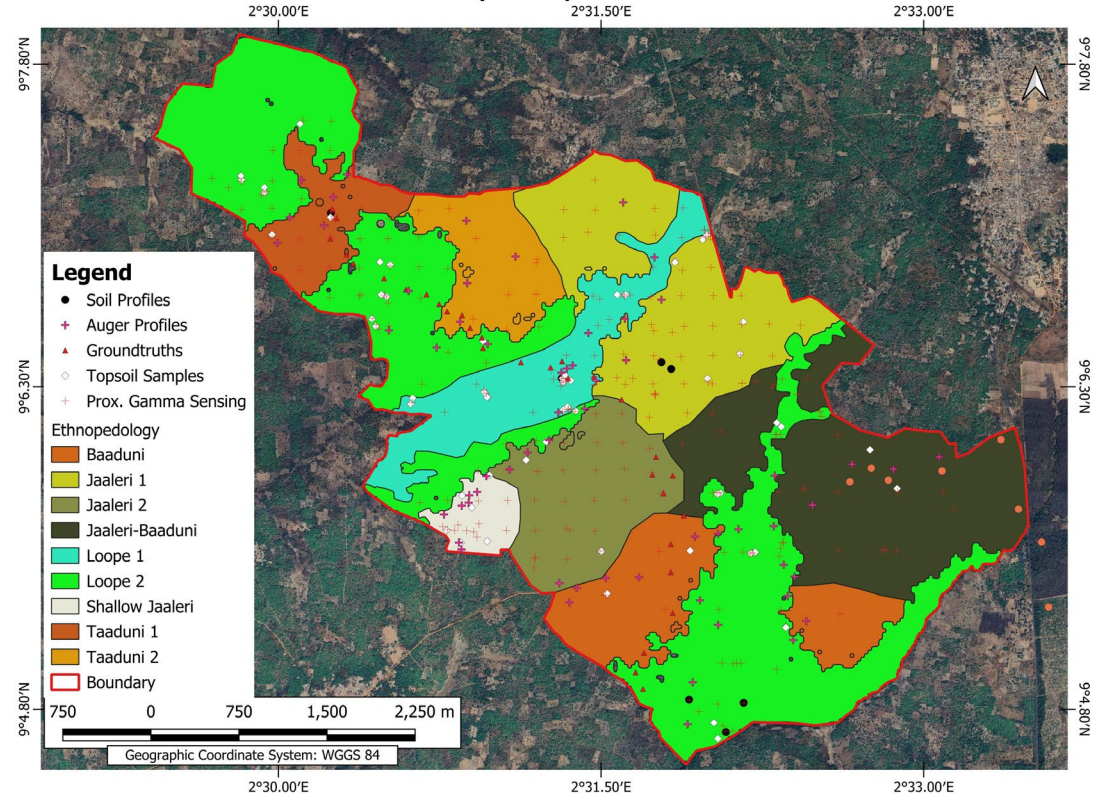 2°30.00'E 2°31.50'E 2°33.00'E
9°7.80'N 9°7.80'N
9°6.30'N 9°6.30'N
9°4.80'N 9°4.80'N
Legend
Soil Profiles
Auger Profiles
Groundtruths
Topsoil Samples
Prox. Gamma Sensing
Ethnopedology
Baaduni
Jaaleri 1
Jaaleri 2
Jaaleri-Baaduni
Loope 1
Loope 2
Shallow Jaaleri
Taaduni 1
Taaduni 2
Boundary
750 0 750 1,500 2,250 m
Geographic Coordinate System: WGGS 84
2°30.00'E 2°31.50'E 2°33.00'E